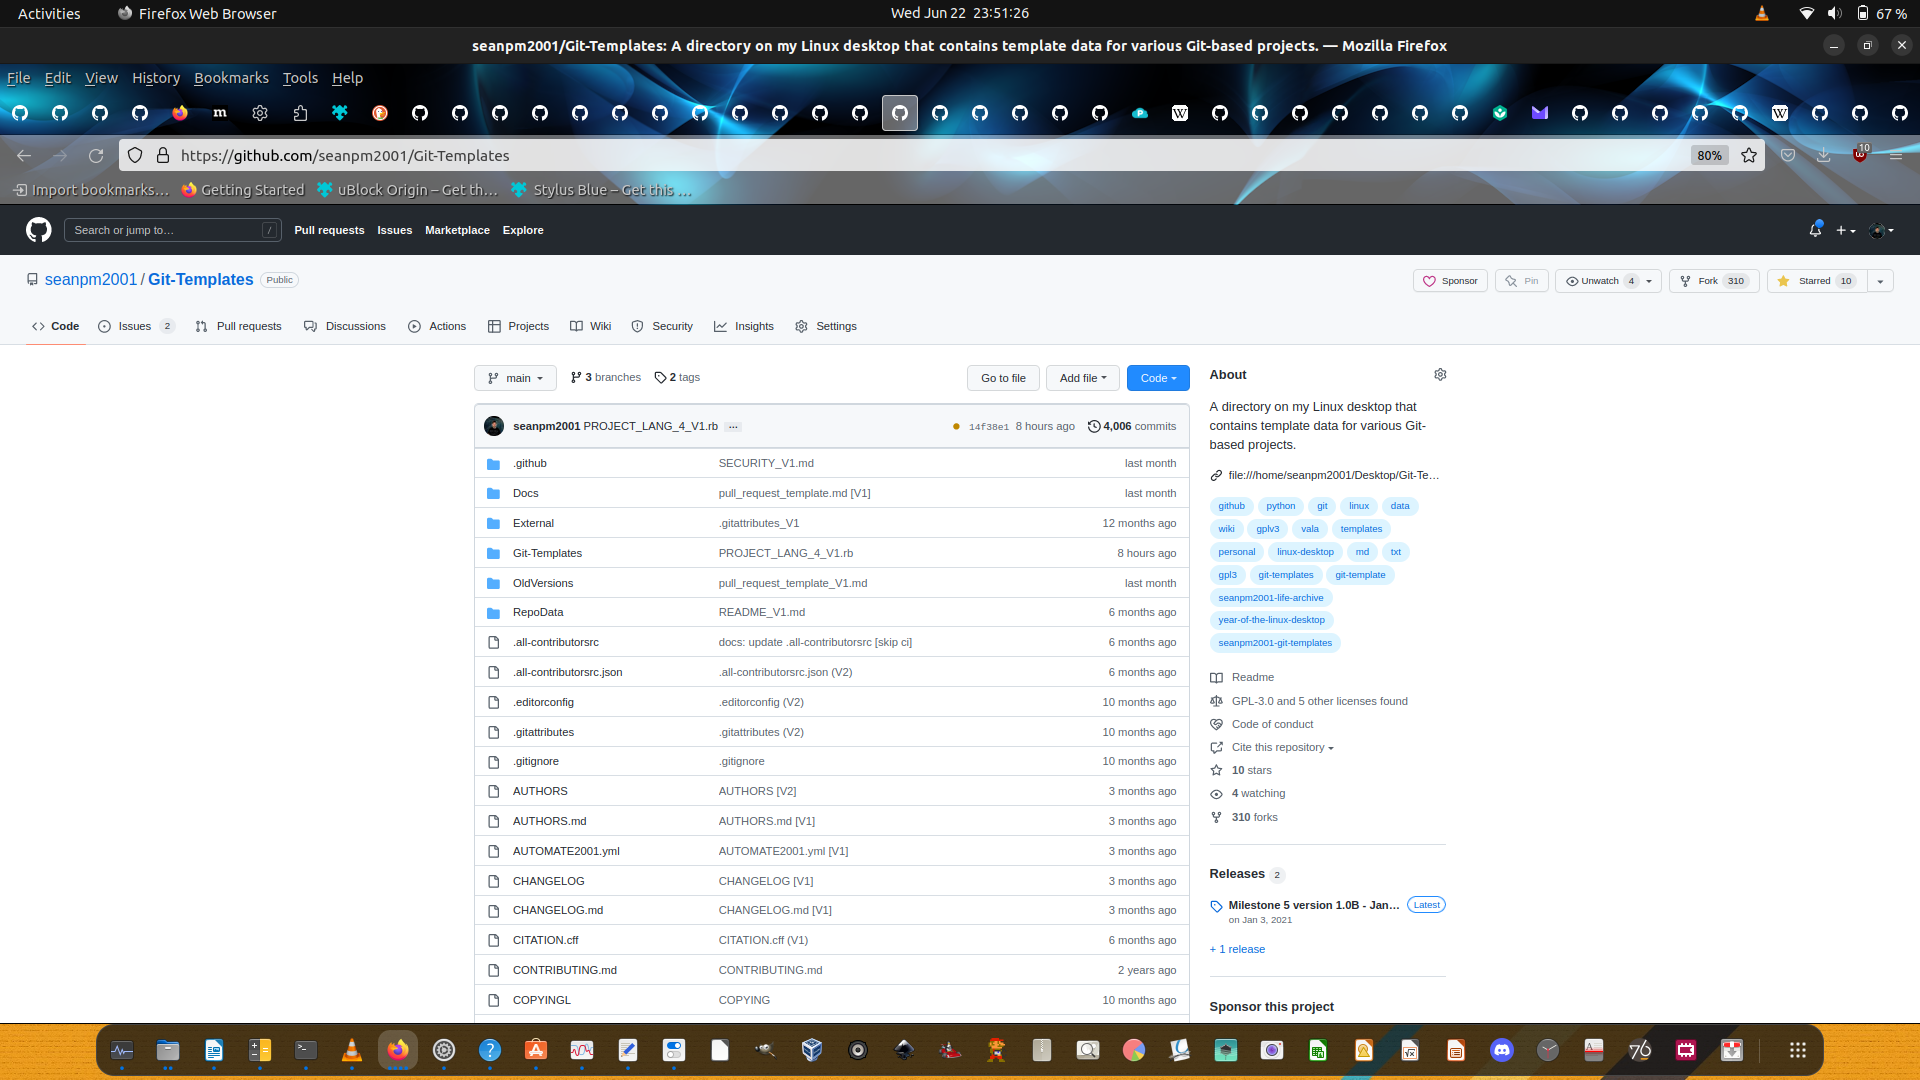 Activities
Firefox Web Browser
Wed Jun 22 23:51:26
67 %
seanpm2001/Git-Templates: A directory on my Linux desktop that contains template data for various Git-based projects. — Mozilla Firefox
File Edit View History Bookmarks Tools Help
https://github.com/seanpm2001/Git-Templates
80%
10
Import bookmarks…
Getting Started
uBlock Origin – Get th…
Stylus Blue – Get this …
Search or jump to…
/
Pull requests Issues Marketplace Explore
seanpm2001 / Git-Templates
Public
Sponsor
Pin
Unwatch 4
Fork 310
Starred 10
Code
Issues 2
Pull requests
Discussions
Actions
Projects
Wiki
Security
Insights
Settings
main
3 branches
2 tags
Go to file
Add file
Code
seanpm2001 PROJECT_LANG_4_V1.rb ...
14f38e1 8 hours ago
4,006 commits
.github SECURITY_V1.md last month
Docs pull_request_template.md [V1] last month
External .gitattributes_V1 12 months ago
Git-Templates PROJECT_LANG_4_V1.rb 8 hours ago
OldVersions pull_request_template_V1.md last month
RepoData README_V1.md 6 months ago
.all-contributorsrc docs: update .all-contributorsrc [skip ci] 6 months ago
.all-contributorsrc.json .all-contributorsrc.json (V2) 6 months ago
.editorconfig .editorconfig (V2) 10 months ago
.gitattributes .gitattributes (V2) 10 months ago
.gitignore .gitignore 10 months ago
AUTHORS AUTHORS [V2] 3 months ago
AUTHORS.md AUTHORS.md [V1] 3 months ago
AUTOMATE2001.yml AUTOMATE2001.yml [V1] 3 months ago
CHANGELOG CHANGELOG [V1] 3 months ago
CHANGELOG.md CHANGELOG.md [V1] 3 months ago
CITATION.cff CITATION.cff (V1) 6 months ago
CONTRIBUTING.md CONTRIBUTING.md 2 years ago
COPYINGL COPYING 10 months ago
About
A directory on my Linux desktop that
contains template data for various Git-
based projects.
file:///home/seanpm2001/Desktop/Git-Te…
github python git linux data
wiki gplv3 vala templates
personal linux-desktop md txt
gpl3 git-templates git-template
seanpm2001-life-archive
year-of-the-linux-desktop
seanpm2001-git-templates
Readme
GPL-3.0 and 5 other licenses found
Code of conduct
Cite this repository
10 stars
4 watching
310 forks
Releases 2
Milestone 5 version 1.0B - Jan… Latest
on Jan 3, 2021
+ 1 release
Sponsor this project